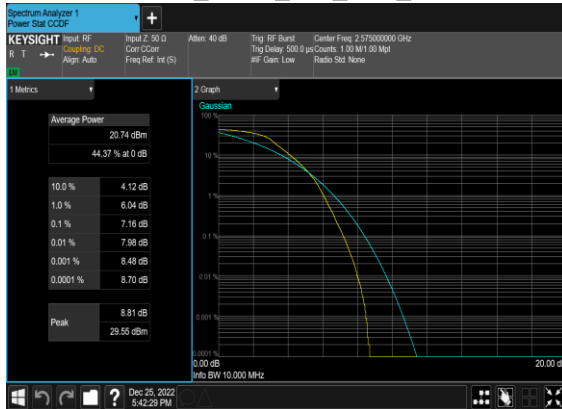 Spectrum Analyzer 1
Power Stat CCDF
+
KEYSIGHT
R T
LXI
Input: RF
Coupling: DC
Align: Auto
Input Z: 50 Ω
Corr CCorr
Freq Ref: Int (S)
Atten: 40 dB
Trig: RF Burst
Trig Delay: 500.0 µs
#IF Gain: Low
Center Freq: 2.575000000 GHz
Counts: 1.00 M/1.00 Mpt
Radio Std: None
1 Metrics
Average Power
20.74 dBm
44.37 % at 0 dB
10.0 % 4.12 dB
1.0 % 6.04 dB
0.1 % 7.16 dB
0.01 % 7.98 dB
0.001 % 8.48 dB
0.0001 % 8.70 dB
Peak
8.81 dB
29.55 dBm
2 Graph
Gaussian
100 %
10 %
1 %
0.1 %
0.01 %
0.001 %
0.0001 %
0.00 dB
20.00 d
Info BW 10.000 MHz
?
Dec 25, 2022
5:42:29 PM